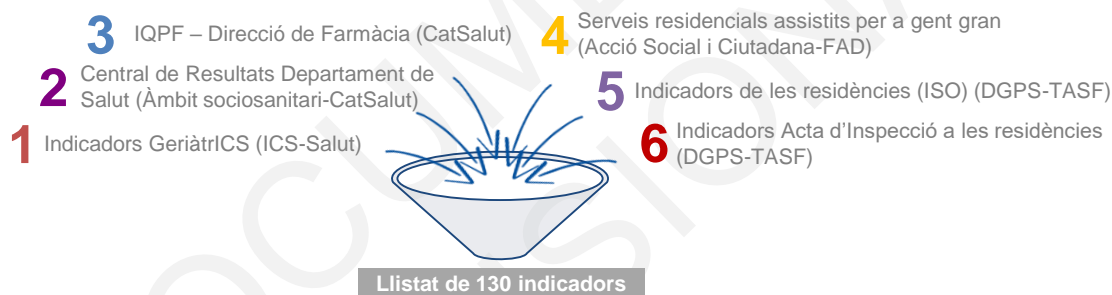 3 IQPF – Direcció de Farmàcia (CatSalut)
2 Central de Resultats Departament de
Salut (Àmbit sociosanitari-CatSalut)
1 Indicadors GeriàtrICS (ICS-Salut)
4 Serveis residencials assistits per a gent gran
(Acció Social i Ciutadana-FAD)
5 Indicadors de les residències (ISO) (DGPS-TASF)
6 Indicadors Acta d’Inspecció a les residències
(DGPS-TASF)
Llistat de 130 indicadors